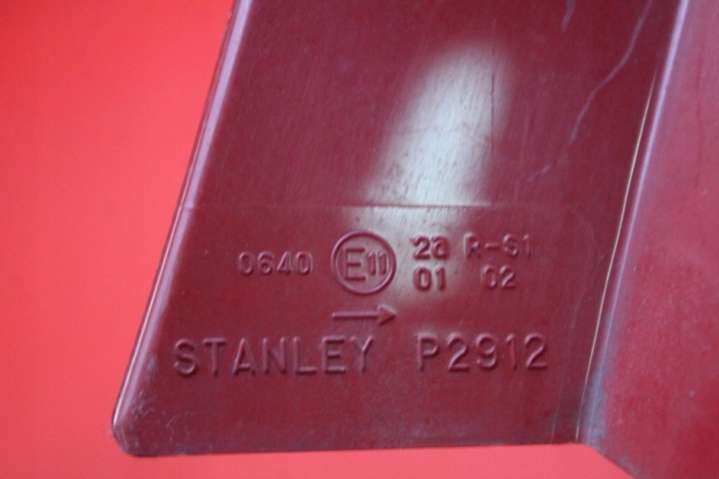 0640 E11 2a R-S1
01 02
→
STANLEY P2912